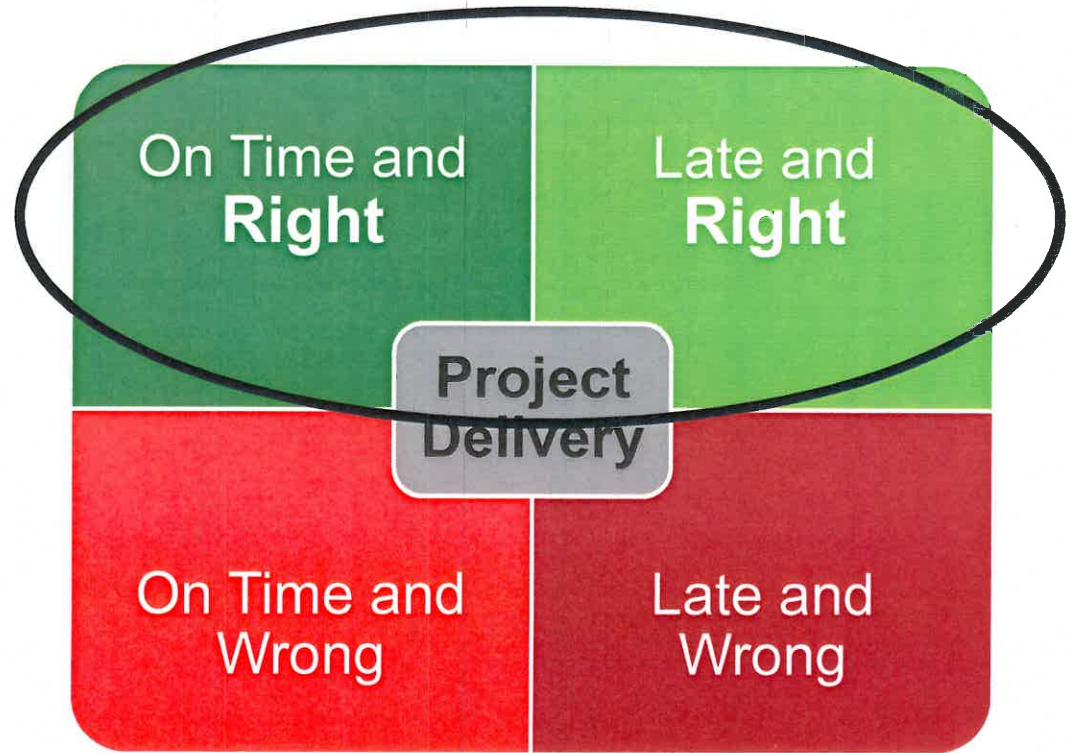 On Time and
Right
Late and
Right
Project
Delivery
On Time and
Wrong
Late and
Wrong